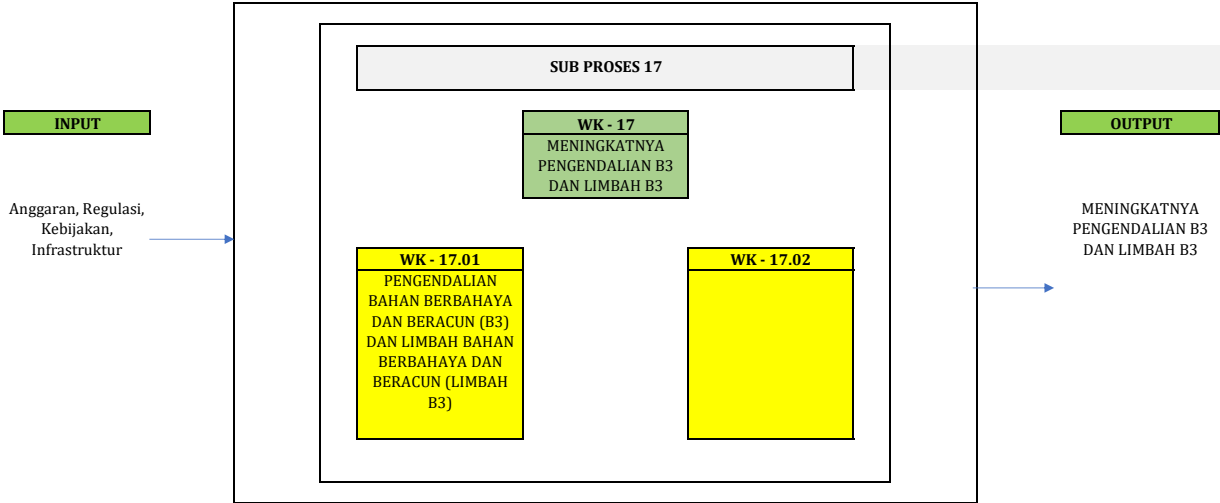 SUB PROSES 17
INPUT
WK - 17
MENINGKATNYA
PENGENDALIAN B3
DAN LIMBAH B3
OUTPUT
Anggaran, Regulasi,
Kebijakan,
Infrastruktur
MENINGKATNYA
PENGENDALIAN B3
DAN LIMBAH B3
WK - 17.01
PENGENDALIAN
BAHAN BERBAHAYA
DAN BERACUN (B3)
DAN LIMBAH BAHAN
BERBAHAYA DAN
BERACUN (LIMBAH
B3)
WK - 17.02